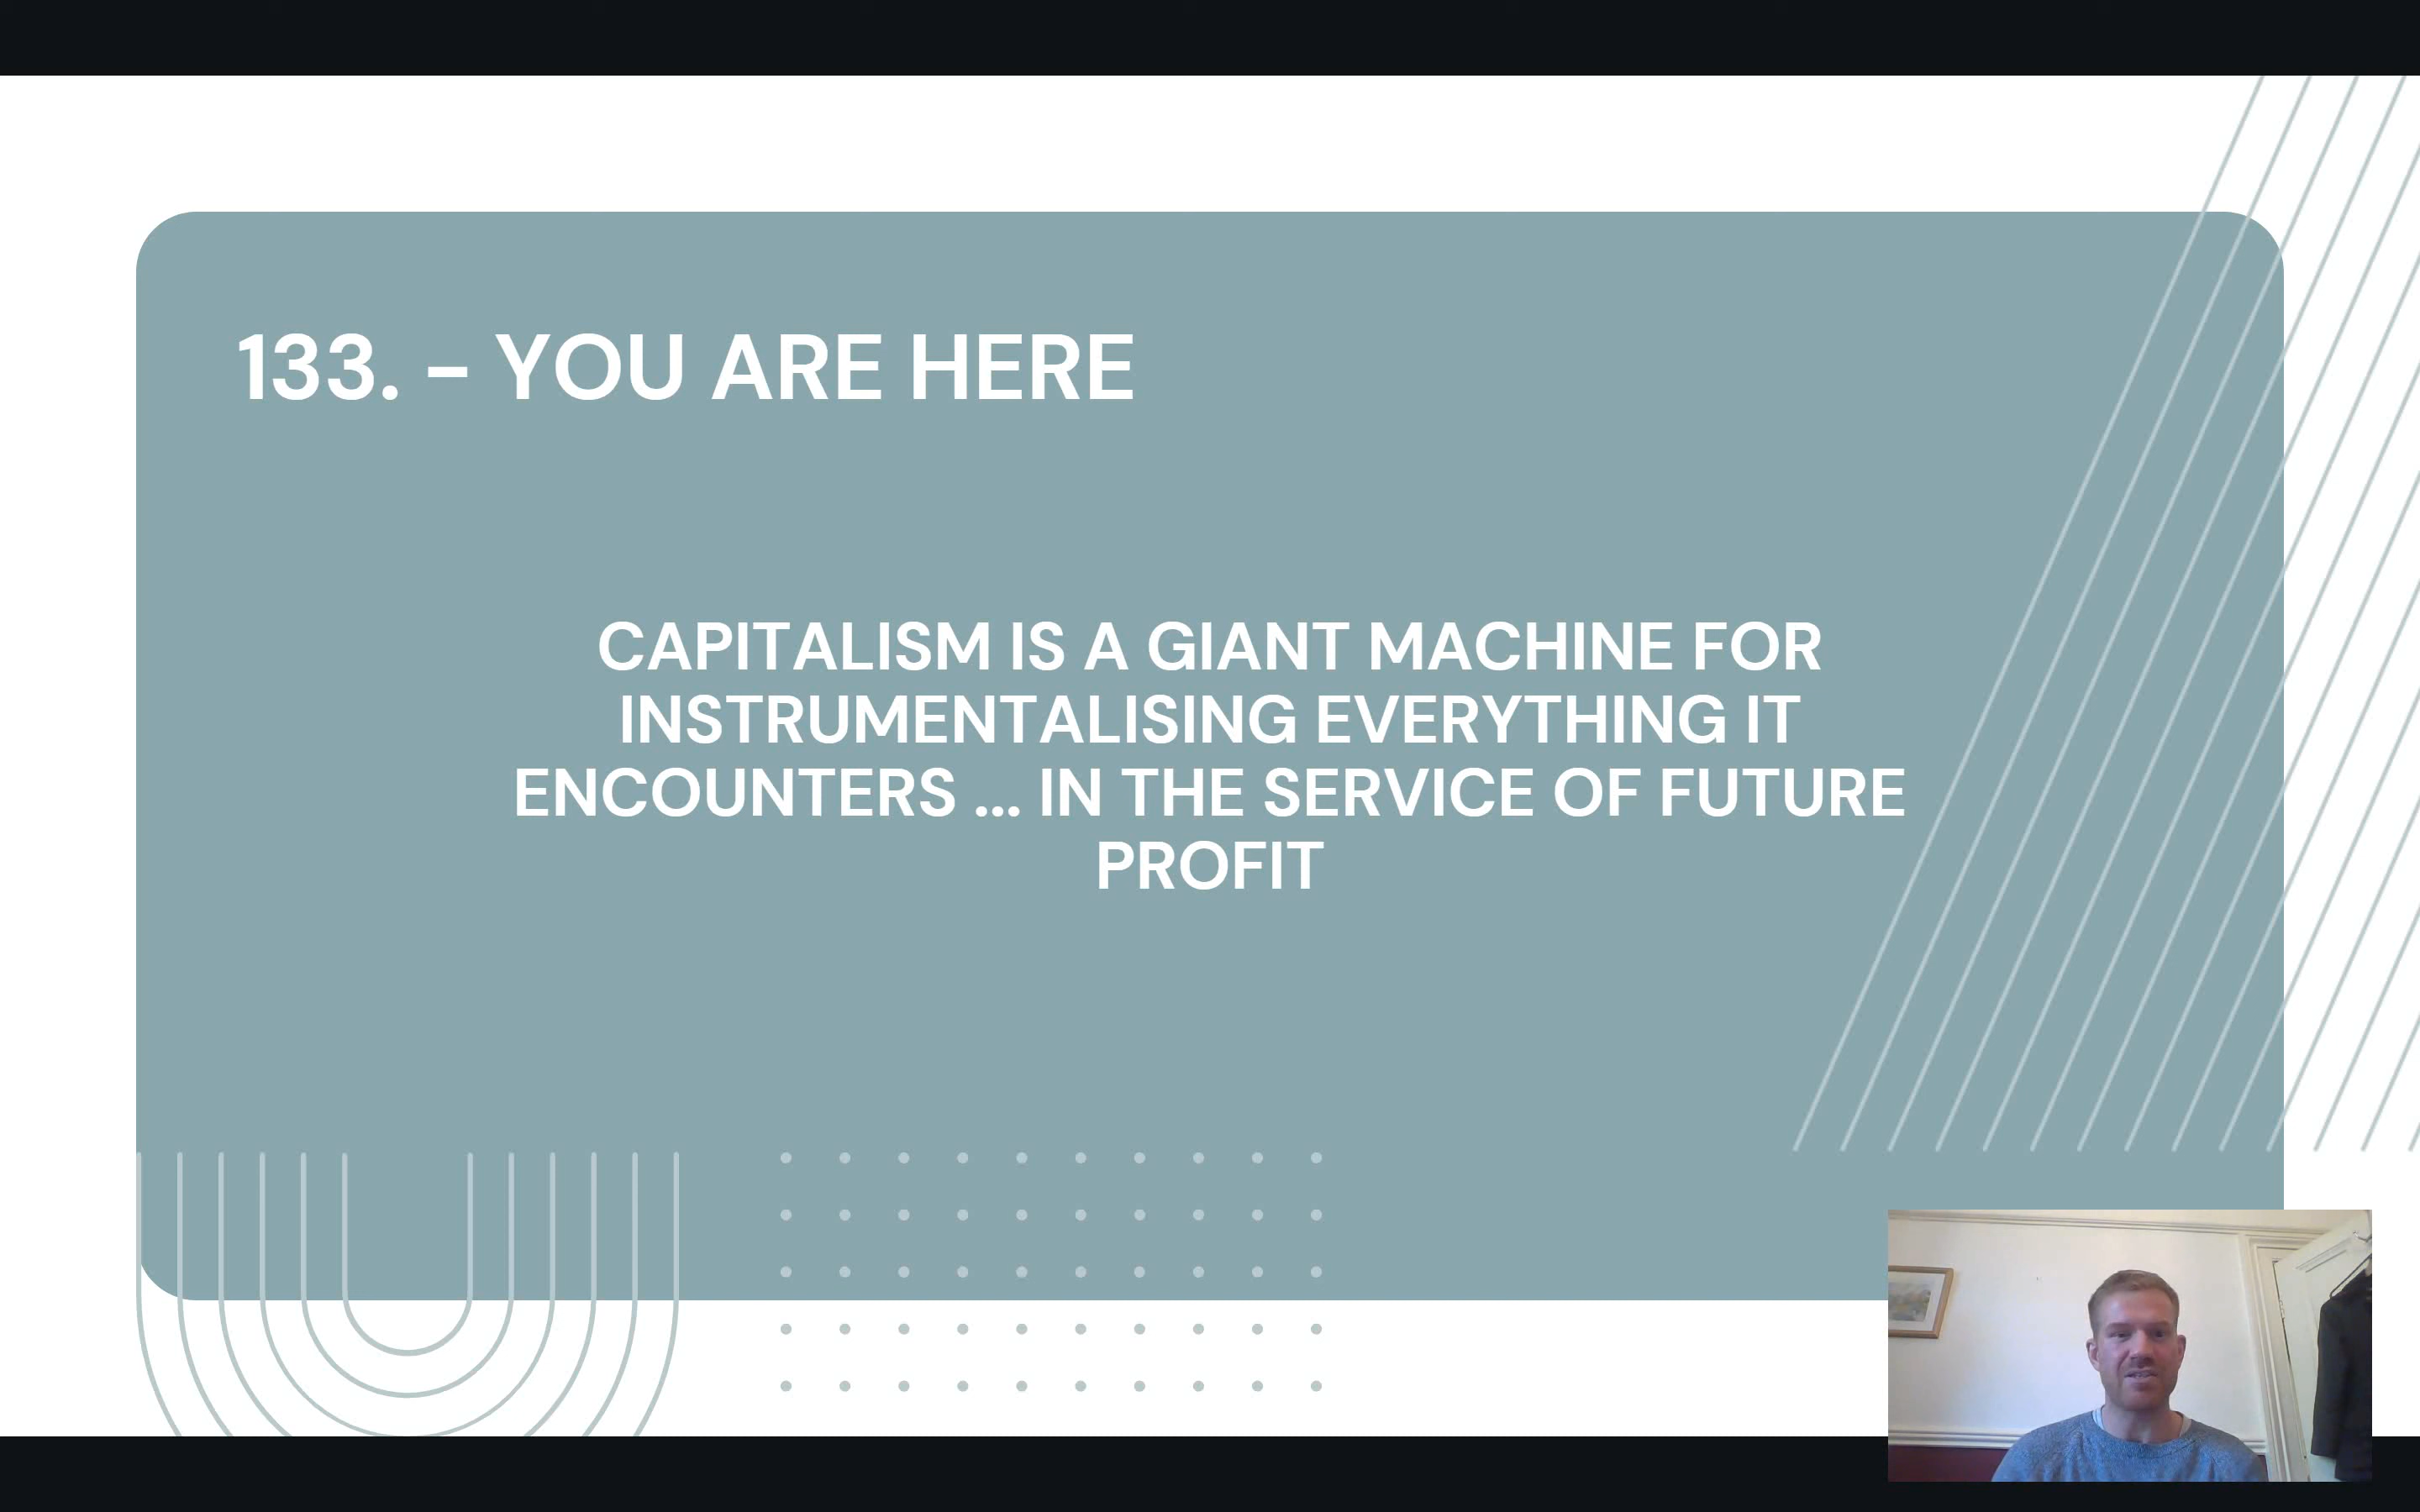 133. – YOU ARE HERE
CAPITALISM IS A GIANT MACHINE FOR
INSTRUMENTALISING EVERYTHING IT
ENCOUNTERS ... IN THE SERVICE OF FUTURE
PROFIT